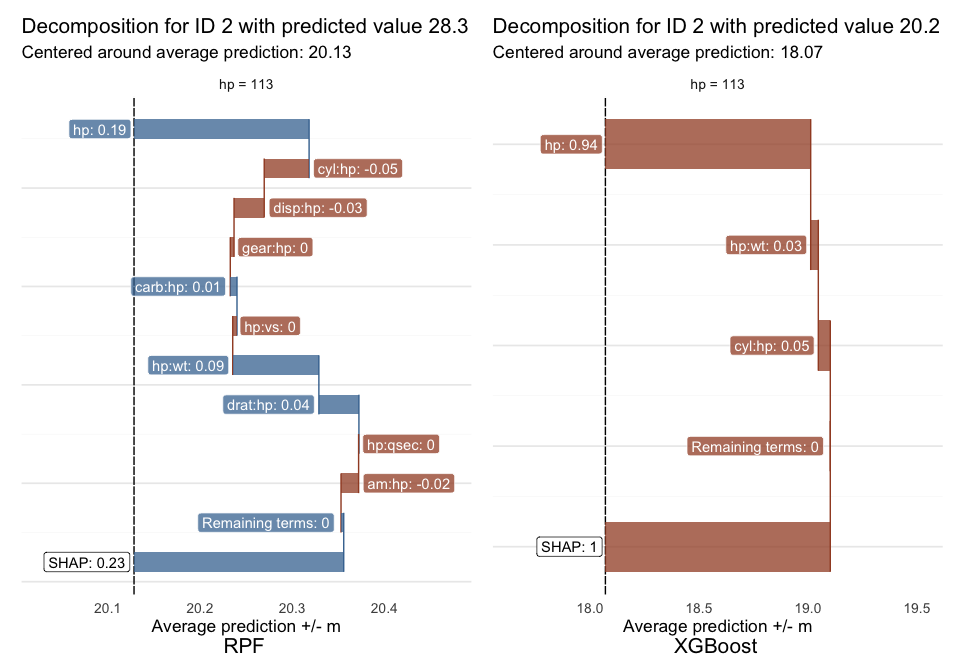 Decomposition for ID 2 with predicted value 28.3
Centered around average prediction: 20.13
hp = 113
hp: 0.19
cyl:hp: -0.05
disp:hp: -0.03
gear:hp: 0
carb:hp: 0.01
hp:vs: 0
hp:wt: 0.09
drat:hp: 0.04
hp:qsec: 0
am:hp: -0.02
Remaining terms: 0
SHAP: 0.23
20.1 20.2 20.3 20.4
Average prediction +/- m
RPF
Decomposition for ID 2 with predicted value 20.2
Centered around average prediction: 18.07
hp = 113
hp: 0.94
hp:wt: 0.03
cyl:hp: 0.05
Remaining terms: 0
SHAP: 1
18.0 18.5 19.0 19.5
Average prediction +/- m
XGBoost